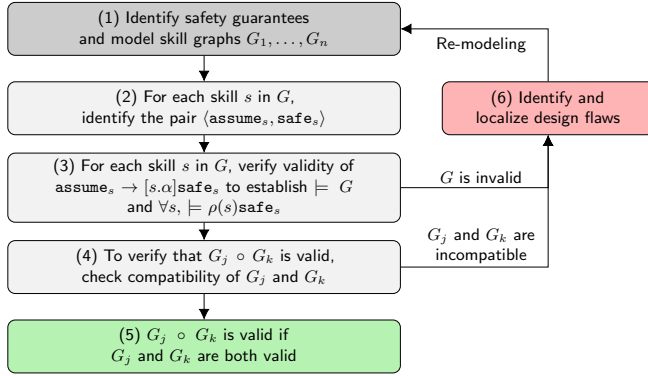 (1) Identify safety guarantees
and model skill graphs G₁, . . . , Gₙ
Re-modeling
(2) For each skill s in G,
identify the pair ⟨assumeₛ, safeₛ⟩
(6) Identify and
localize design flaws
(3) For each skill s in G, verify validity of
assumeₛ → [s.α]safeₛ to establish ⊨ G
and ∀s, ⊨ ρ(s)safeₛ
G is invalid
(4) To verify that Gⱼ ∘ Gₖ is valid,
check compatibility of Gⱼ and Gₖ
Gⱼ and Gₖ are
incompatible
(5) Gⱼ ∘ Gₖ is valid if
Gⱼ and Gₖ are both valid